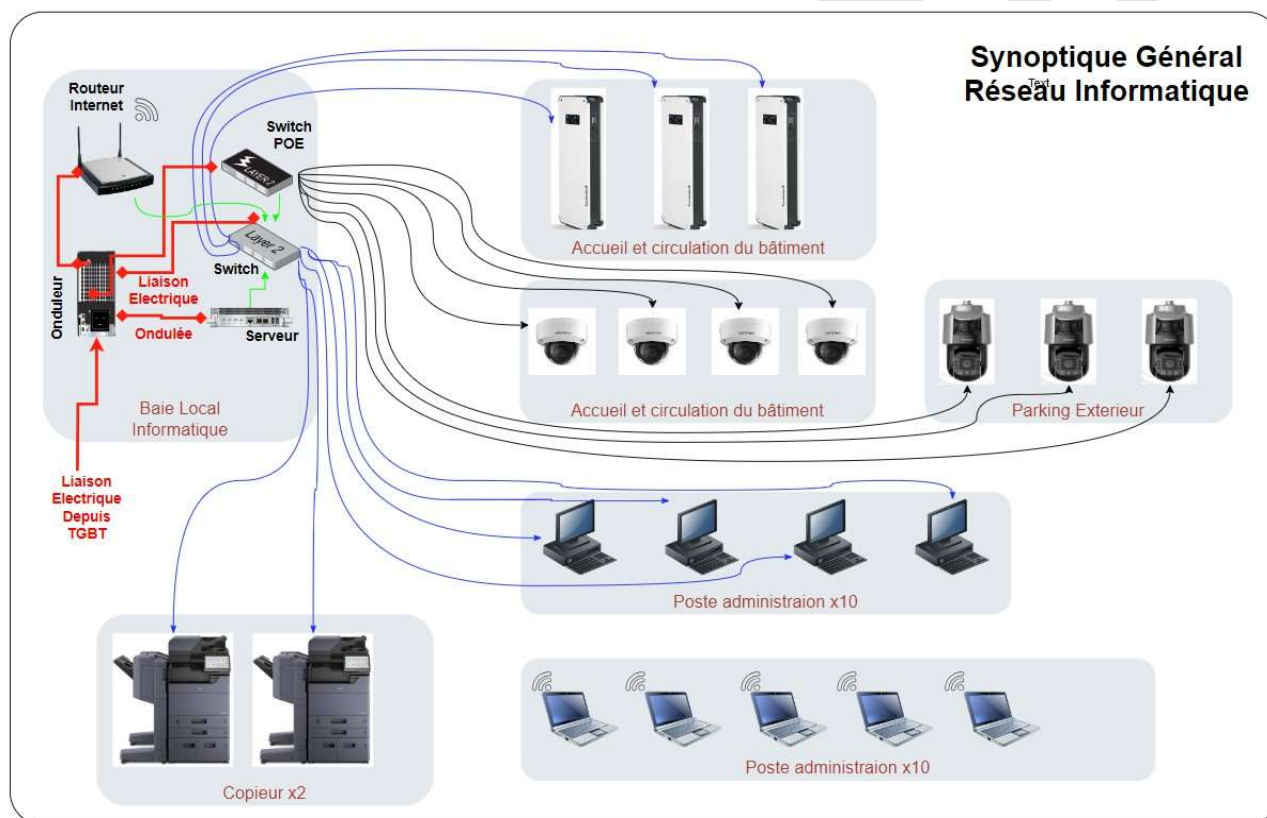 Synoptique Général
Réseau Informatique
Text
Routeur
Internet
Switch
POE
LAYER 2
Layer 2
Switch
Onduleur
Liaison
Electrique
Ondulée
Serveur
Baie Local
Informatique
Liaison
Electrique
Depuis
TGBT
Accueil et circulation du bâtiment
Accueil et circulation du bâtiment
Parking Exterieur
Poste administraion x10
Copieur x2
Poste administraion x10